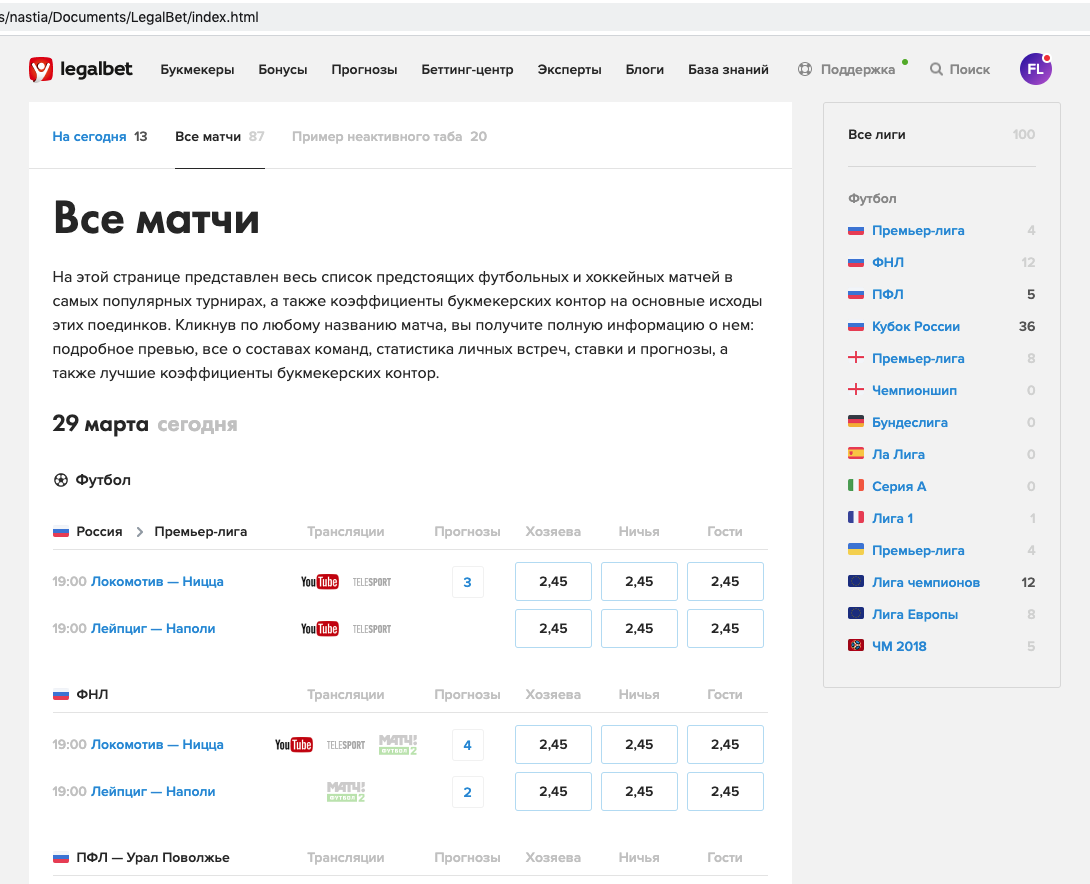 s/nastia/Documents/LegalBet/index.html
legalbet Букмекеры Бонусы Прогнозы Беттинг-центр Эксперты Блоги База знаний Поддержка Поиск FL
На сегодня 13 Все матчи 87 Пример неактивного таба 20
Все матчи
На этой странице представлен весь список предстоящих футбольных и хоккейных матчей в
самых популярных турнирах, а также коэффициенты букмекерских контор на основные исходы
этих поединков. Кликнув по любому названию матча, вы получите полную информацию о нем:
подробное превью, все о составах команд, статистика личных встреч, ставки и прогнозы, а
также лучшие коэффициенты букмекерских контор.
29 марта сегодня
Футбол
Россия Премьер-лига Трансляции Прогнозы Хозяева Ничья Гости
19:00 Локомотив — Ницца YouTube TELESPORT 3 2,45 2,45 2,45
19:00 Лейпциг — Наполи YouTube TELESPORT 2,45 2,45 2,45
ФНЛ Трансляции Прогнозы Хозяева Ничья Гости
19:00 Локомотив — Ницца YouTube TELESPORT МАТЧ! ФУТБОЛ 2 4 2,45 2,45 2,45
19:00 Лейпциг — Наполи МАТЧ! ФУТБОЛ 2 2 2,45 2,45 2,45
ПФЛ — Урал Поволжье Трансляции Прогнозы Хозяева Ничья Гости
Все лиги 100
Футбол
Премьер-лига 4
ФНЛ 12
ПФЛ 5
Кубок России 36
Премьер-лига 8
Чемпионшип 0
Бундеслига 0
Ла Лига 0
Серия А 0
Лига 1 1
Премьер-лига 4
Лига чемпионов 12
Лига Европы 8
ЧМ 2018 5